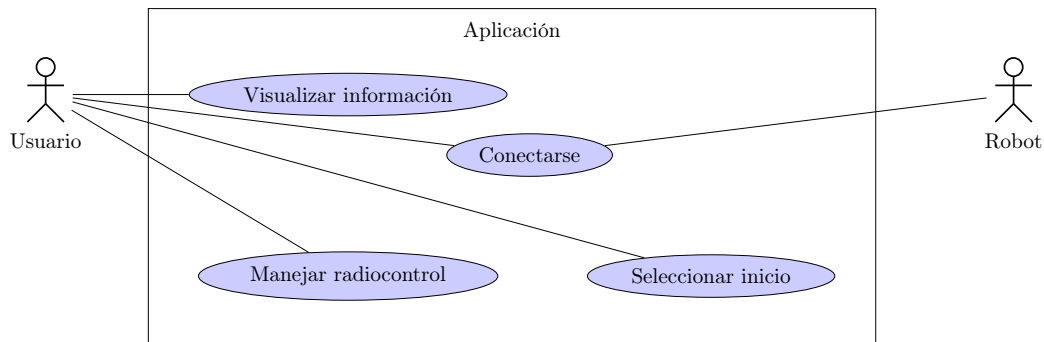 Aplicación
Visualizar información
Usuario
Conectarse
Robot
Manejar radiocontrol
Seleccionar inicio